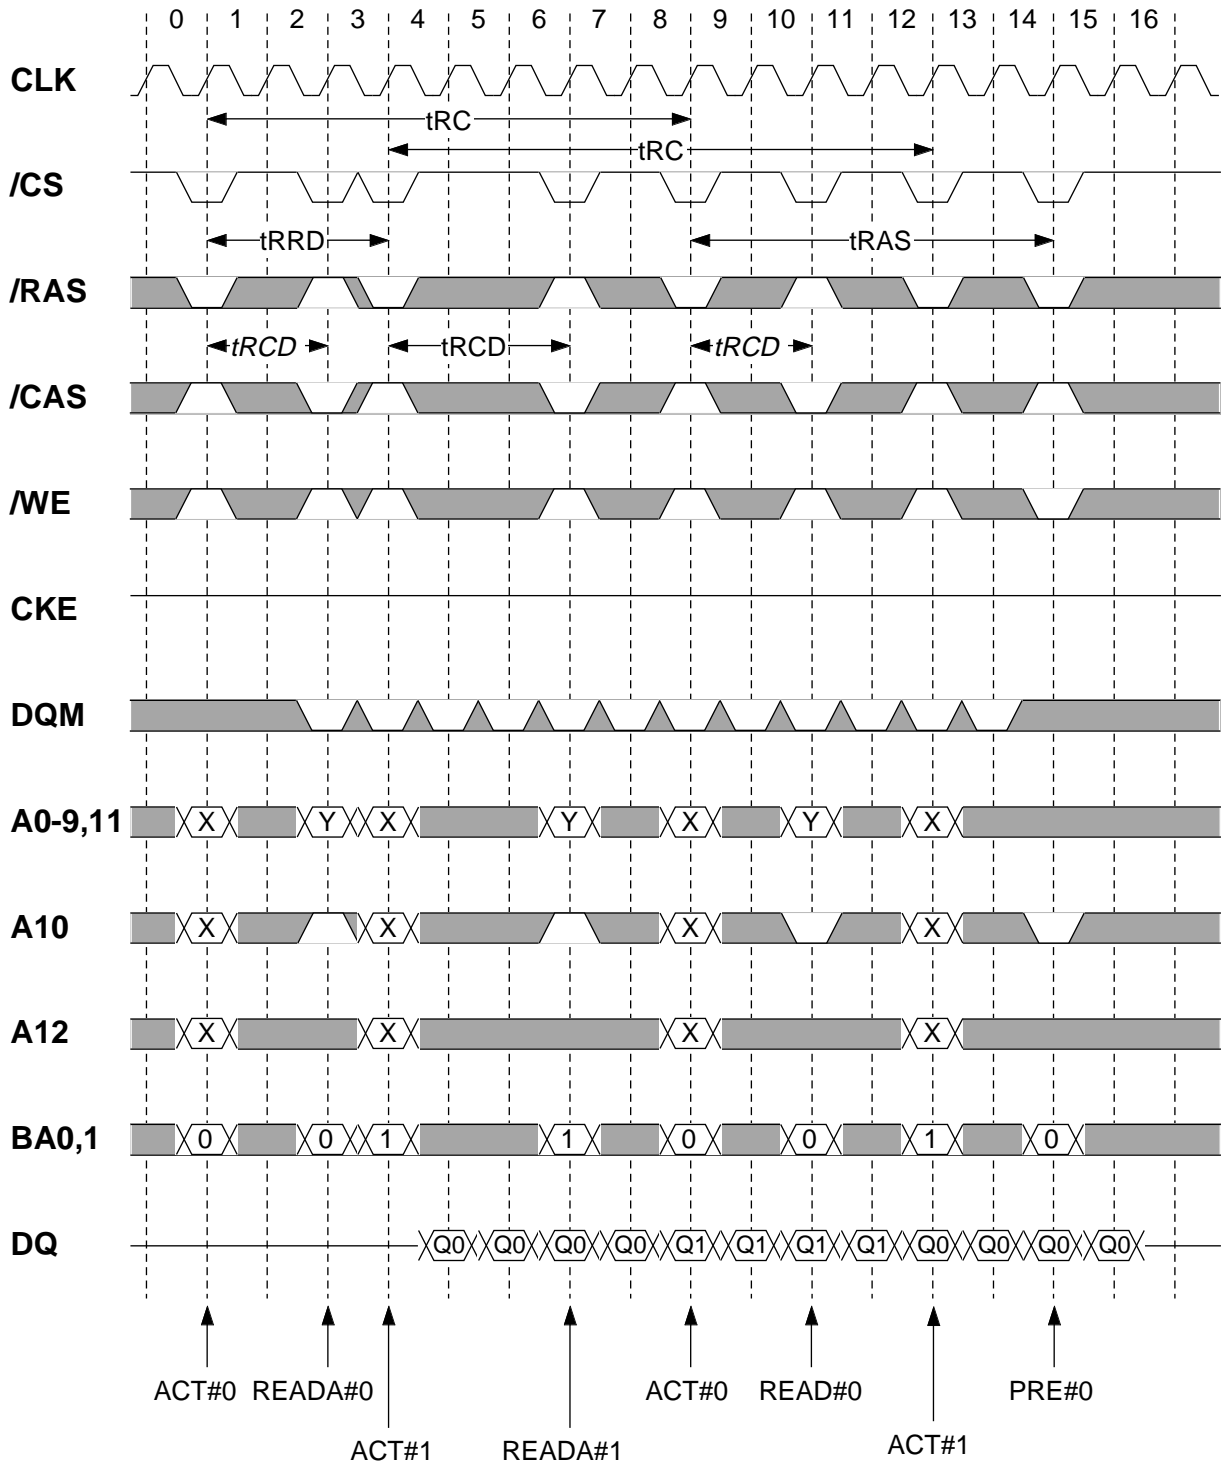 0 1 2 3 4 5 6 7 8 9 10 11 12 13 14 15 16
CLK
tRC
tRC
/CS
tRRD tRAS
/RAS
tRCD tRCD tRCD
/CAS
/WE
CKE
DQM
A0-9,11 X Y X Y X Y X
A10 X X X X
A12 X X X X
BA0,1 0 0 1 1 0 0 1 0
DQ Q0 Q0 Q0 Q0 Q1 Q1 Q1 Q1 Q0 Q0 Q0 Q0
ACT#0 READA#0 ACT#0 READ#0 PRE#0
ACT#1 READA#1 ACT#1